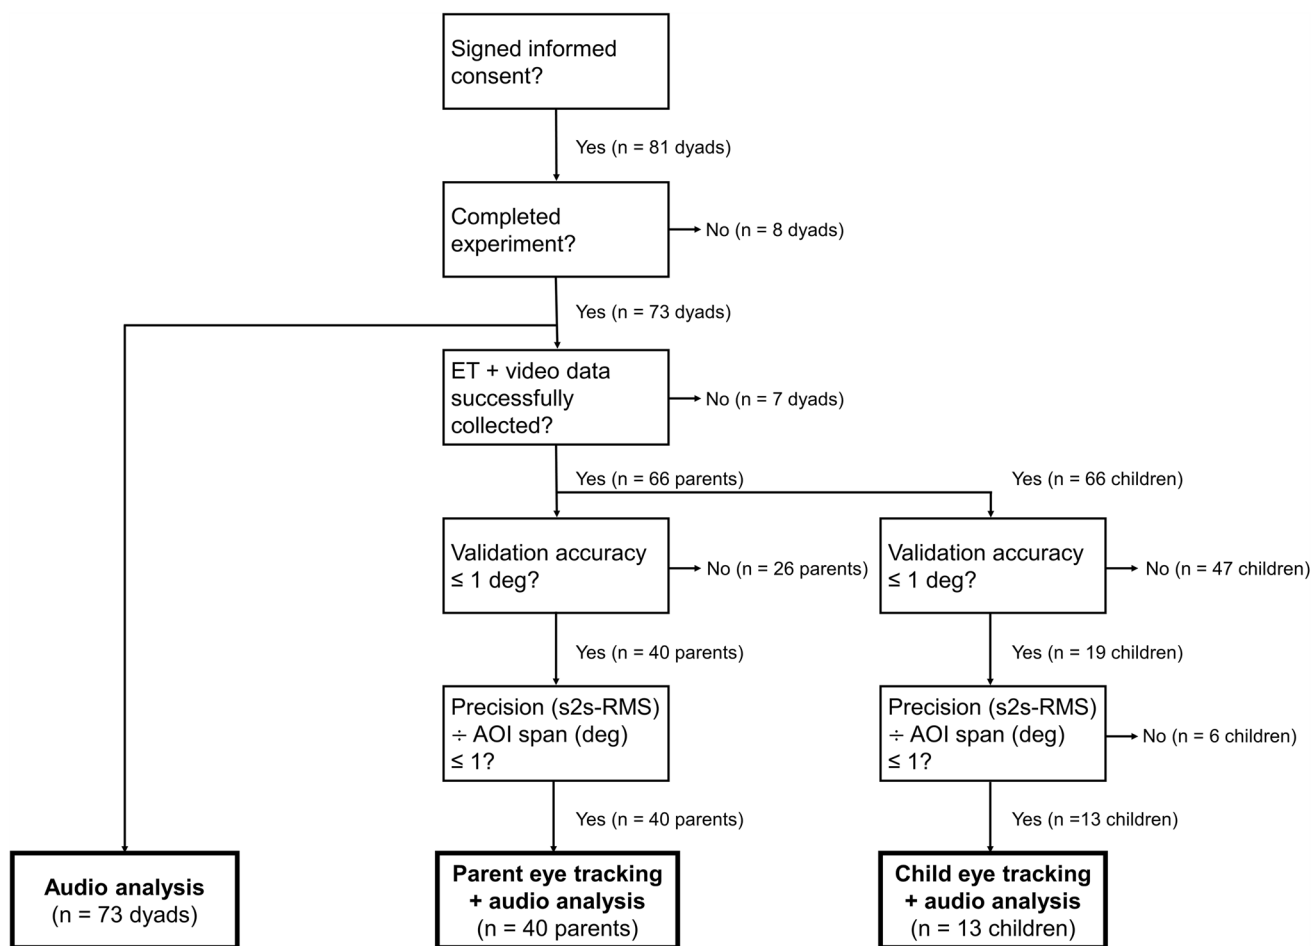 Signed informed
consent?
Yes (n = 81 dyads)
Completed
experiment?
No (n = 8 dyads)
Yes (n = 73 dyads)
ET + video data
successfully
collected?
No (n = 7 dyads)
Yes (n = 66 parents)
Yes (n = 66 children)
Validation accuracy
≤ 1 deg?
No (n = 26 parents)
Validation accuracy
≤ 1 deg?
No (n = 47 children)
Yes (n = 40 parents)
Yes (n = 19 children)
Precision (s2s-RMS)
÷ AOI span (deg)
≤ 1?
Precision (s2s-RMS)
÷ AOI span (deg)
≤ 1?
No (n = 6 children)
Yes (n = 40 parents)
Yes (n =13 children)
Audio analysis
(n = 73 dyads)
Parent eye tracking
+ audio analysis
(n = 40 parents)
Child eye tracking
+ audio analysis
(n = 13 children)